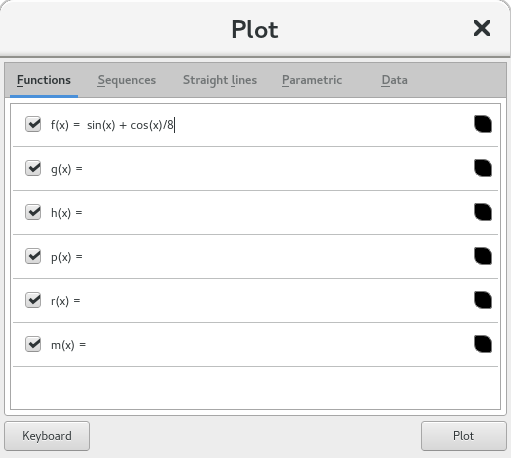 Plot
Functions Sequences Straight lines Parametric Data
f(x) = sin(x) + cos(x)/8
g(x) =
h(x) =
p(x) =
r(x) =
m(x) =
Keyboard Plot